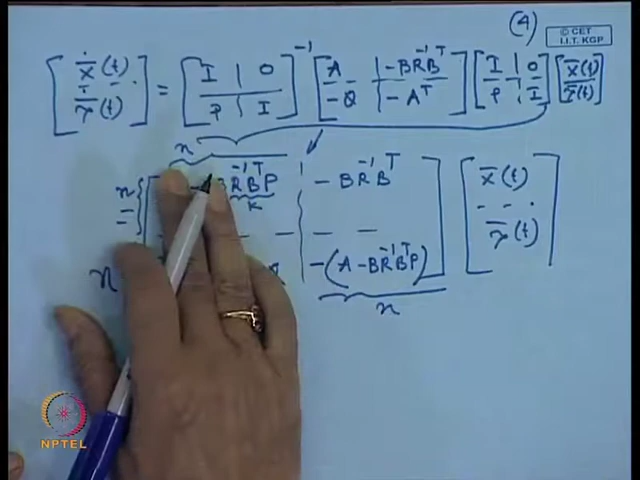 (4)
© CET
I.I.T. KGP
[ẋ̄(t) / ṙ̄(t)] = [I | 0 / P | I]⁻¹ [A | -BR⁻¹Bᵀ / -Q | -Aᵀ] [I | 0 / P | I] [x̄(t) / r̄(t)]
n
n BR⁻¹BᵀP | -BR⁻¹Bᵀ x̄(t)
=
K
n -(A-BR⁻¹BᵀP) r̄(t)
n
NPTEL